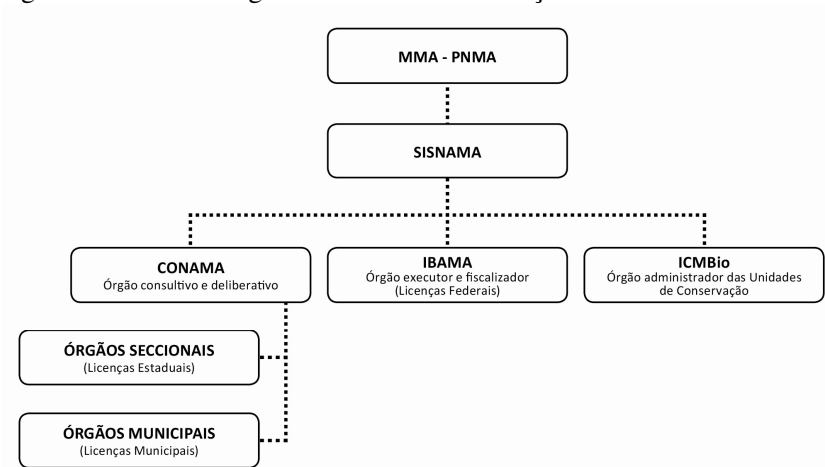 MMA - PNMA
SISNAMA
CONAMA
Órgão consultivo e deliberativo
IBAMA
Órgão executor e fiscalizador
(Licenças Federais)
ICMBio
Órgão administrador das Unidades
de Conservação
ÓRGÃOS SECCIONAIS
(Licenças Estaduais)
ÓRGÃOS MUNICIPAIS
(Licenças Municipais)